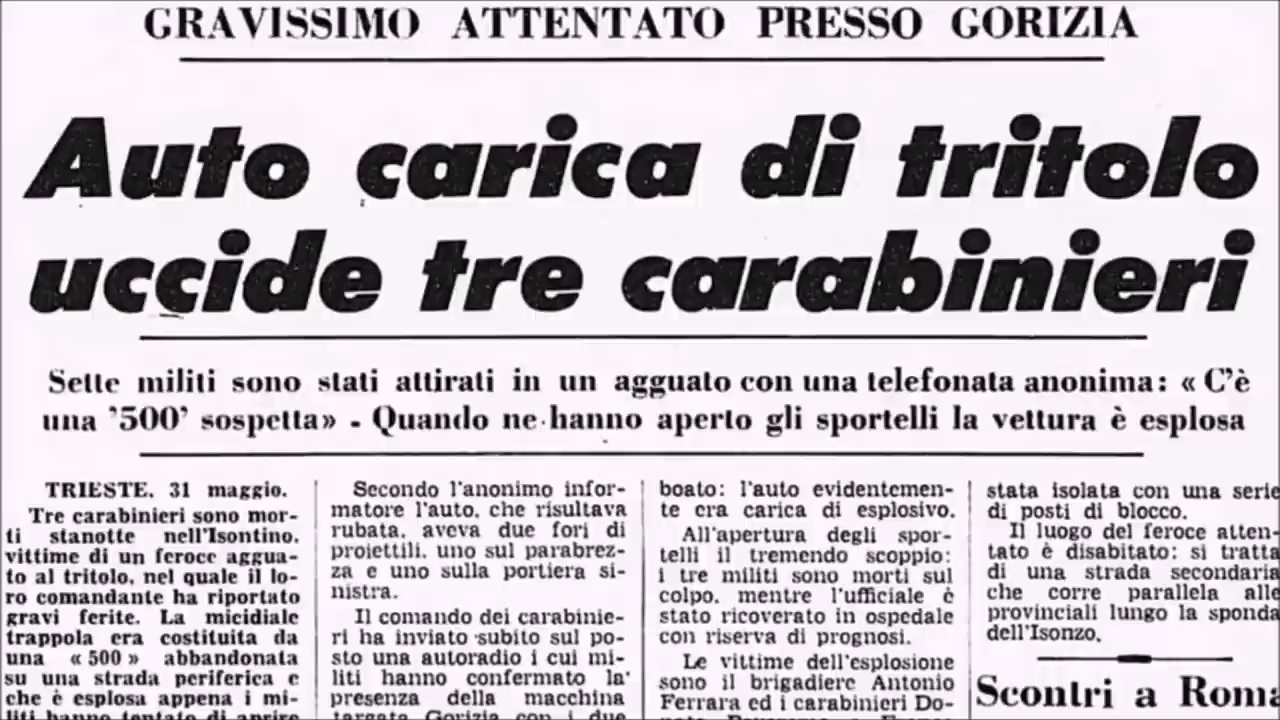 GRAVISSIMO ATTENTATO PRESSO GORIZIA
Auto carica di tritolo
uccide tre carabinieri
Sette militi sono stati attirati in un agguato con una telefonata anonima: « C'è
una '500' sospetta» - Quando ne hanno aperto gli sportelli la vettura è esplosa
TRIESTE, 31 maggio.
Tre carabinieri sono mor-
ti stanotte nell'Isontino,
vittime di un feroce aggua-
to al tritolo, nel quale il lo-
ro comandante ha riportato
gravi ferite. La micidiale
trappola era costituita da
una « 500 » abbandonata
su una strada periferica e
che è esplosa appena i mi-
liti hanno tentato di aprire
Secondo l'anonimo infor-
matore l'auto, che risultava
rubata, aveva due fori di
proiettili, uno sul parabrez-
za e uno sulla portiera si-
nistra.
Il comando dei carabinie-
ri ha inviato subito sul po-
sto una autoradio i cui mi-
liti hanno confermato la
presenza della macchina
targata Gorizia con i due
boato: l'auto evidentemen-
te era carica di esplosivo.
All'apertura degli spor-
telli il tremendo scoppio:
i tre militi sono morti sul
colpo, mentre l'ufficiale è
stato ricoverato in ospedale
con riserva di prognosi.
Le vittime dell'esplosione
sono il brigadiere Antonio
Ferrara ed i carabinieri Do-
stata isolata con una serie
di posti di blocco.
Il luogo del feroce atten-
tato è disabitato: si tratta
di una strada secondaria
che corre parallela alle
provinciali lungo la sponda
dell'Isonzo.
Scontri a Roma